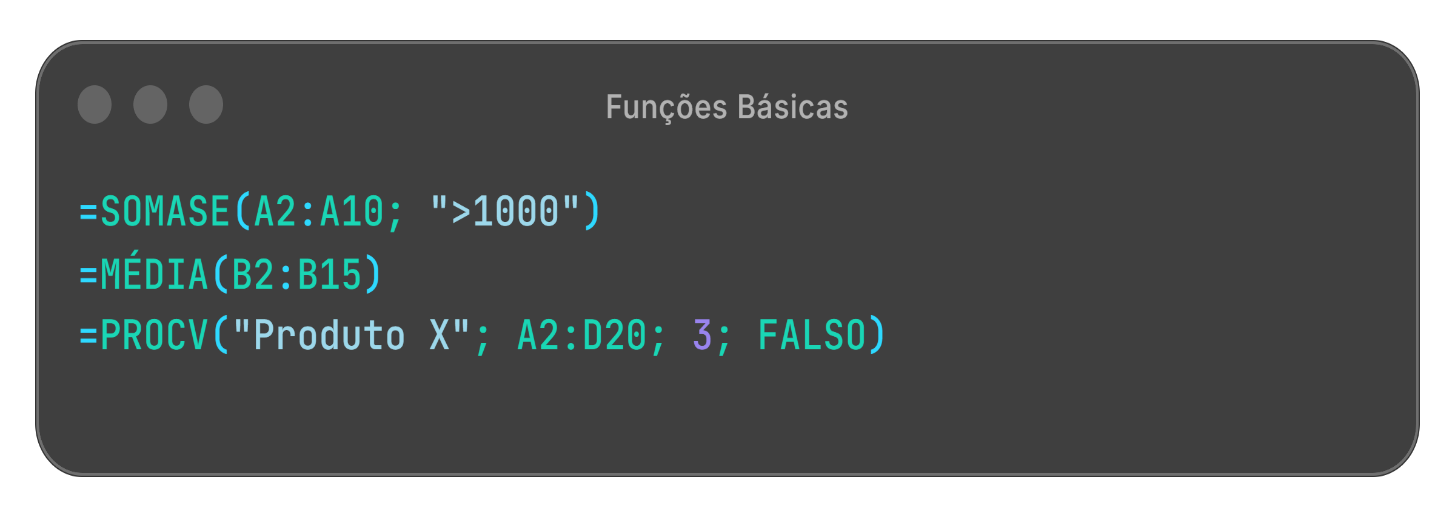 Funções Básicas
=SOMASE(A2:A10; ">1000")
=MÉDIA(B2:B15)
=PROCV("Produto X"; A2:D20; 3; FALSO)